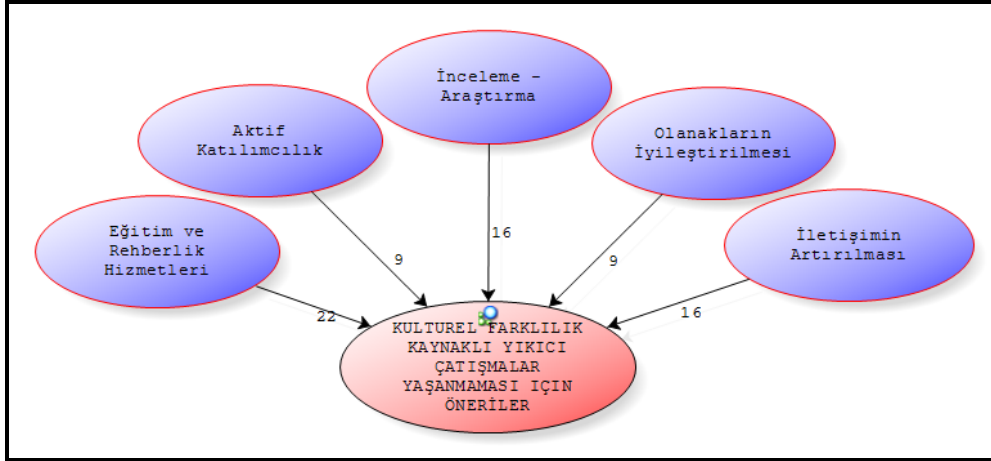 İnceleme –
Araştırma
Aktif
Katılımcılık
Olanakların
İyileştirilmesi
Eğitim ve
Rehberlik
Hizmetleri
İletişimin
Artırılması
16
9
9
22
16
KULTUREL FARKLILIK
KAYNAKLI YIKICI
ÇATIŞMALAR
YAŞANMAMASI IÇIN
ÖNERİLER